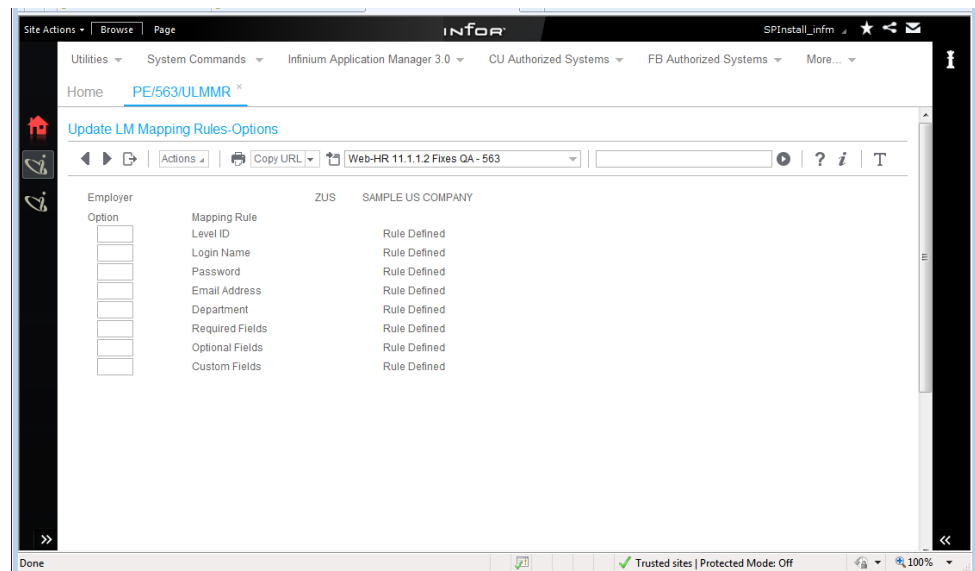 Site Actions Browse Page infor SPInstall_infm
Utilities System Commands Infinium Application Manager 3.0 CU Authorized Systems FB Authorized Systems More...
Home PE/563/ULMMR ×
Update LM Mapping Rules-Options
Actions Copy URL Web-HR 11.1.1.2 Fixes QA - 563 ? i T
Employer ZUS SAMPLE US COMPANY
Option Mapping Rule
Level ID Rule Defined
Login Name Rule Defined
Password Rule Defined
Email Address Rule Defined
Department Rule Defined
Required Fields Rule Defined
Optional Fields Rule Defined
Custom Fields Rule Defined
Done Trusted sites | Protected Mode: Off 100%